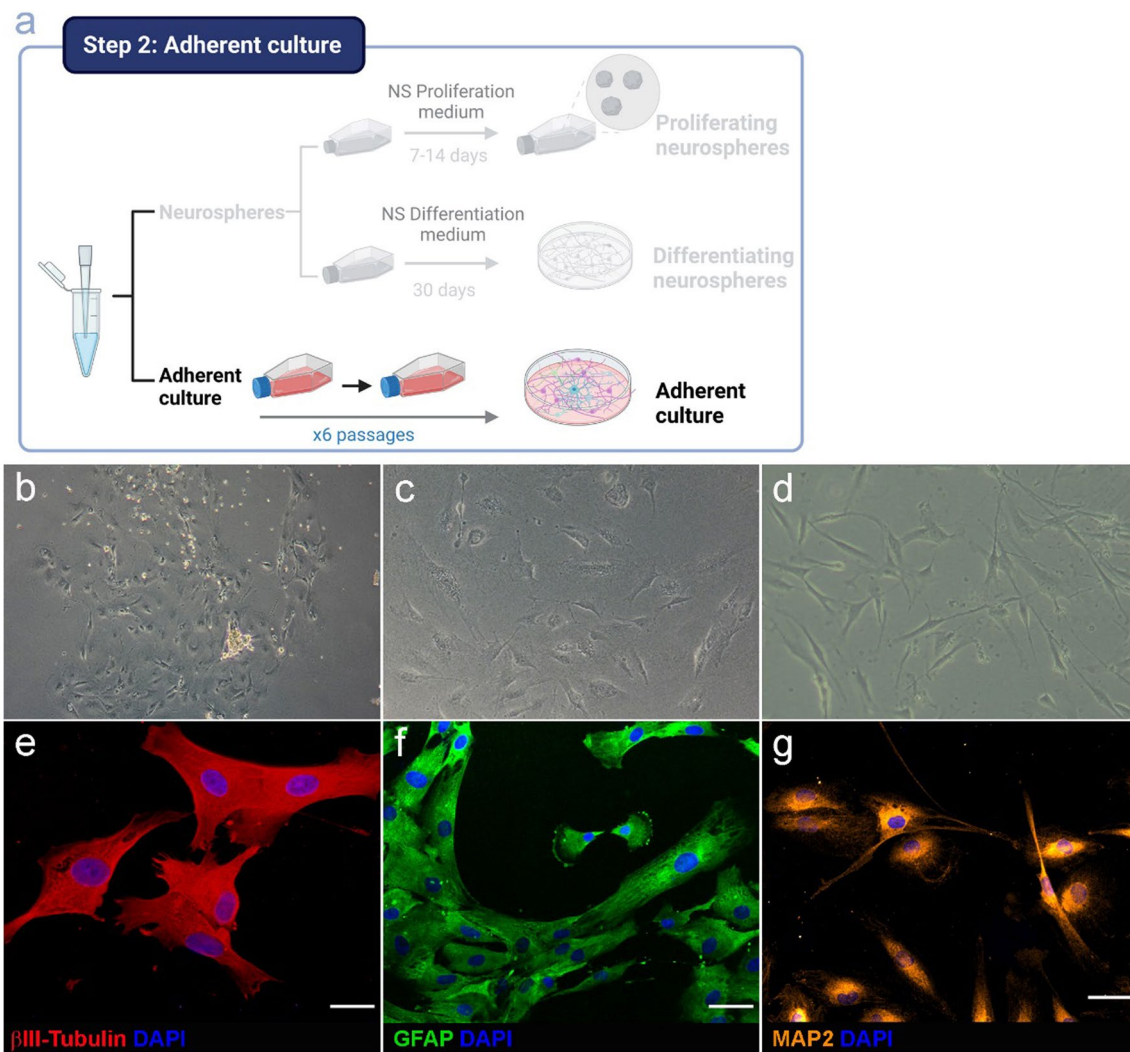 a
Step 2: Adherent culture
NS Proliferation
medium
7-14 days
Proliferating
neurospheres
Neurospheres
NS Differentiation
medium
30 days
Differentiating
neurospheres
Adherent
culture
x6 passages
Adherent
culture
b
c
d
e
f
g
βIII-Tubulin DAPI
GFAP DAPI
MAP2 DAPI